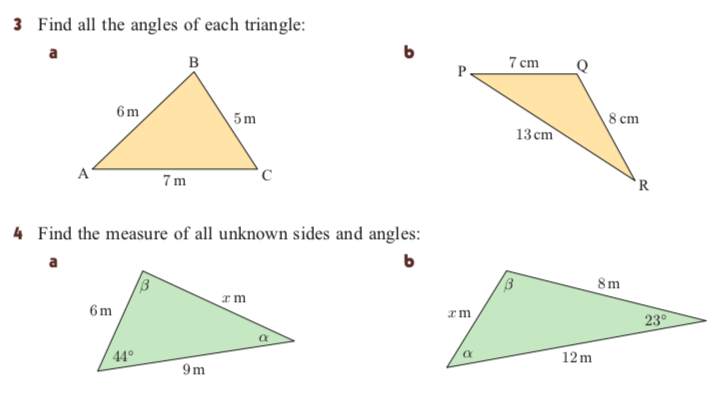 3 Find all the angles of each triangle:
a
b
B
6 m
5 m
A
7 m
C
P
7 cm
Q
8 cm
13 cm
R
4 Find the measure of all unknown sides and angles:
a
b
β
6 m
x m
α
44°
9 m
β
8 m
x m
23°
α
12 m